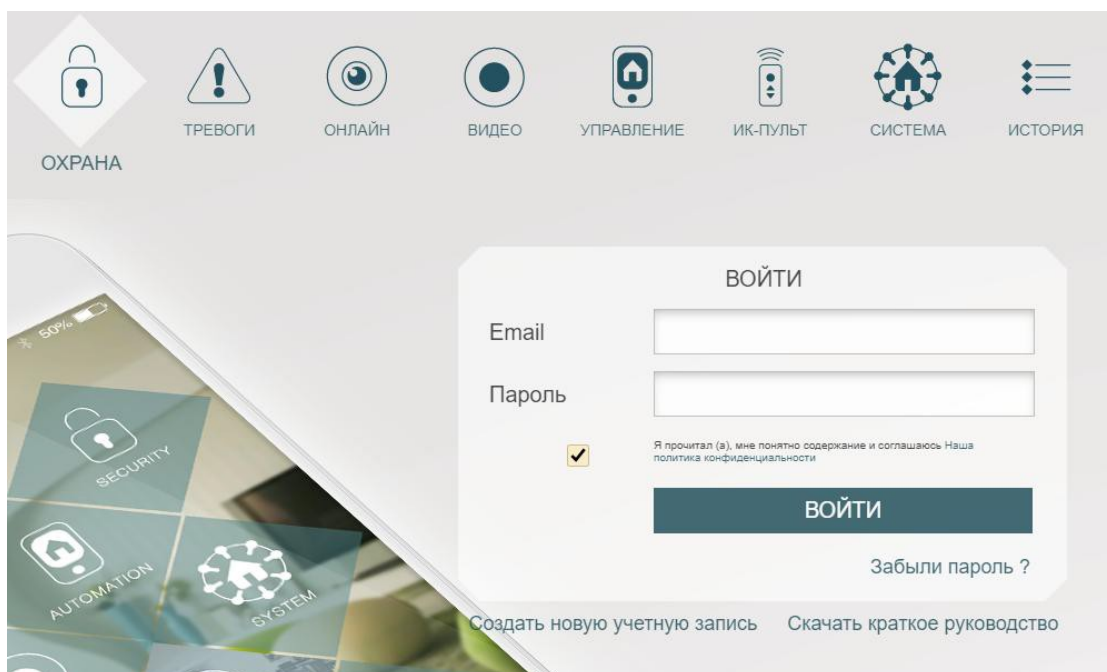 ТРЕВОГИ
ОНЛАЙН
ВИДЕО
УПРАВЛЕНИЕ
ИК-ПУЛЬТ
СИСТЕМА
ИСТОРИЯ
ОХРАНА
ВОЙТИ
Email
Пароль
Я прочитал (а), мне понятно содержание и соглашаюсь Наша
политика конфиденциальности
ВОЙТИ
Забыли пароль ?
Создать новую учетную запись
Скачать краткое руководство
50%
SECURITY
AUTOMATION
SYSTEM